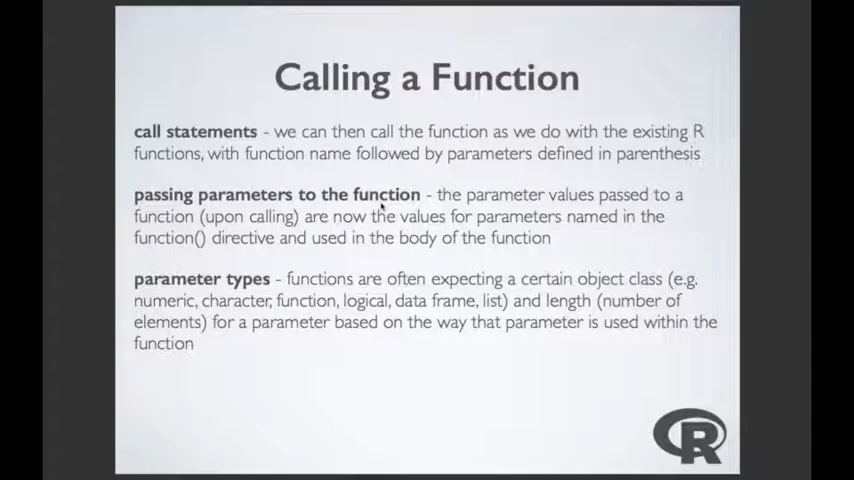 Calling a Function
call statements - we can then call the function as we do with the existing R
functions, with function name followed by parameters defined in parenthesis
passing parameters to the function - the parameter values passed to a
function (upon calling) are now the values for parameters named in the
function() directive and used in the body of the function
parameter types - functions are often expecting a certain object class (e.g.
numeric, character, function, logical, data frame, list) and length (number of
elements) for a parameter based on the way that parameter is used within the
function
R